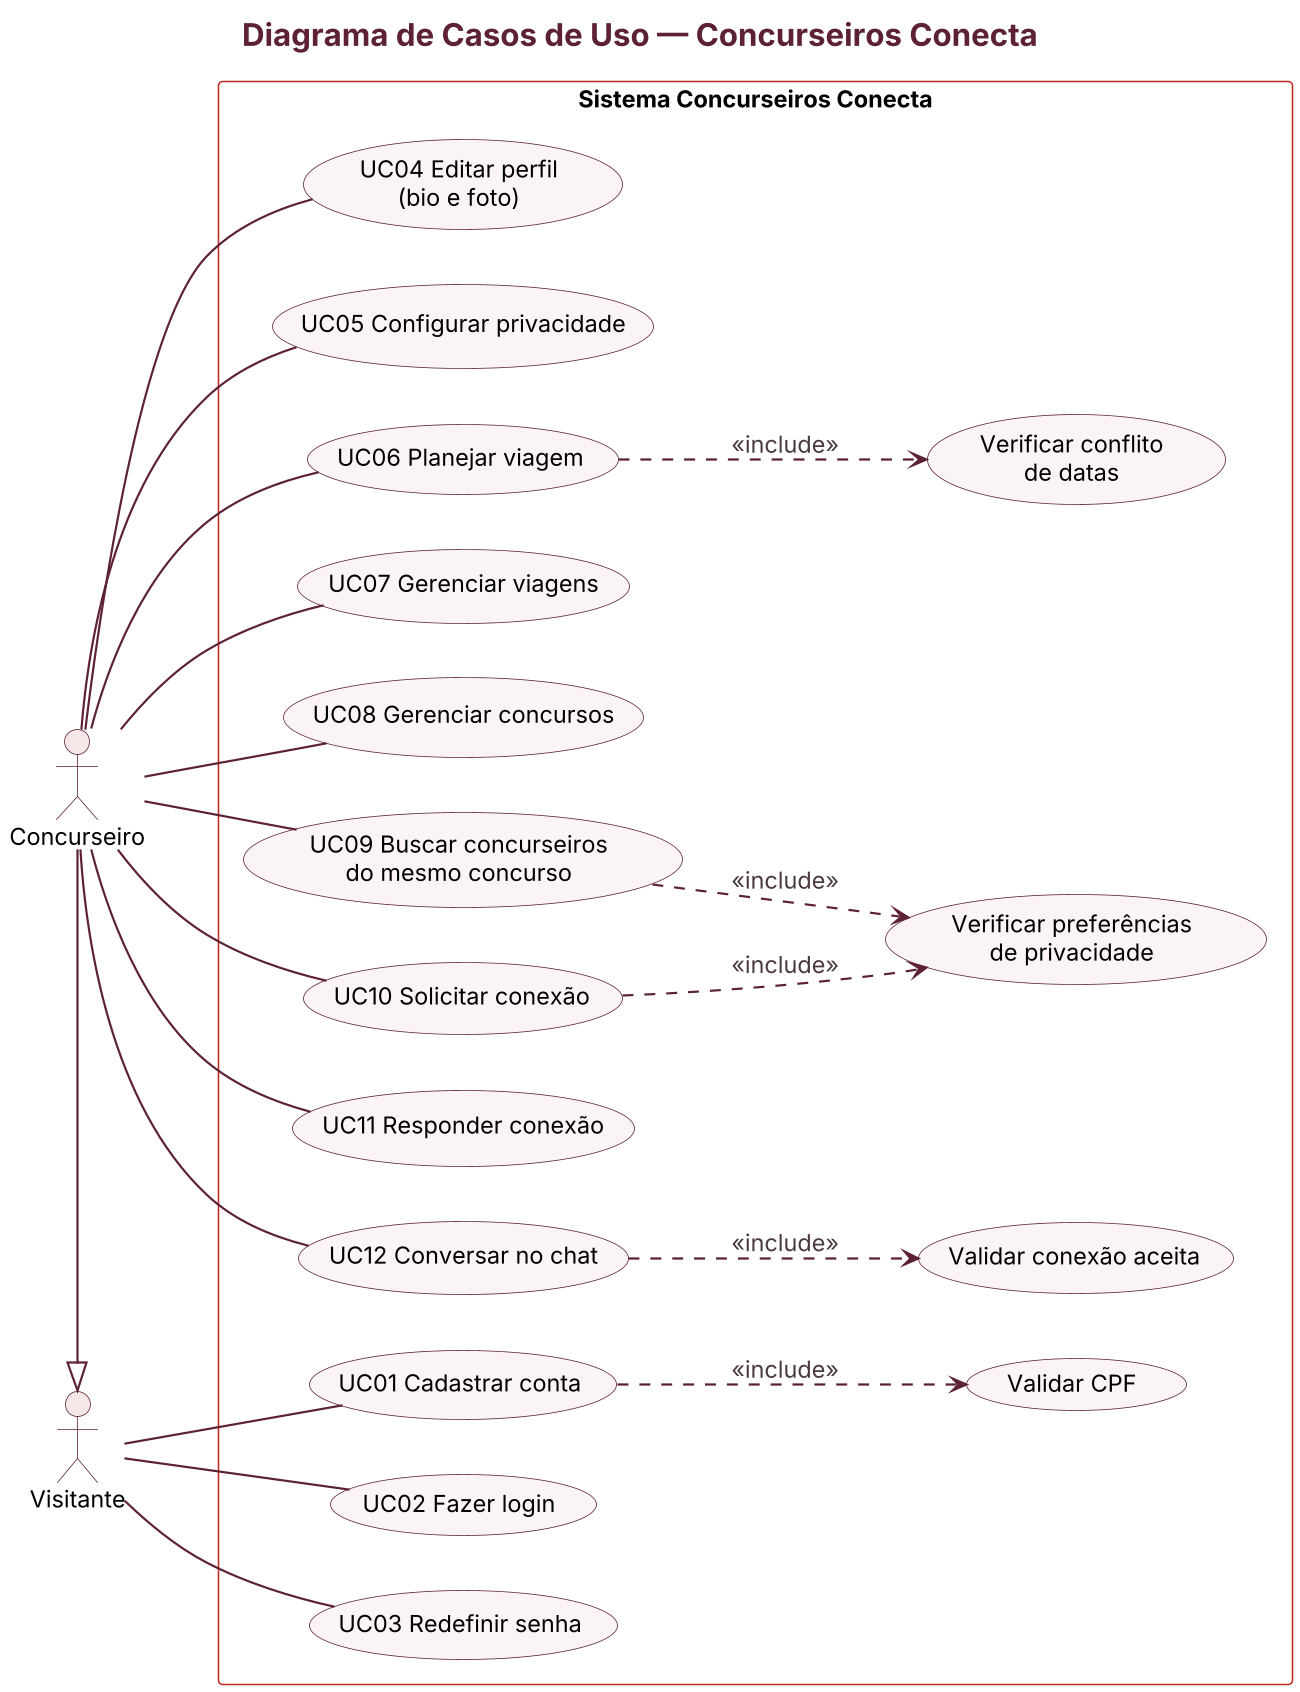 Diagrama de Casos de Uso — Concurseiros Conecta
Sistema Concurseiros Conecta
UC04 Editar perfil
(bio e foto)
UC05 Configurar privacidade
UC06 Planejar viagem
«include»
Verificar conflito
de datas
UC07 Gerenciar viagens
UC08 Gerenciar concursos
Concurseiro
UC09 Buscar concurseiros
do mesmo concurso
«include»
Verificar preferências
de privacidade
«include»
UC10 Solicitar conexão
UC11 Responder conexão
UC12 Conversar no chat
«include»
Validar conexão aceita
UC01 Cadastrar conta
«include»
Validar CPF
Visitante
UC02 Fazer login
UC03 Redefinir senha